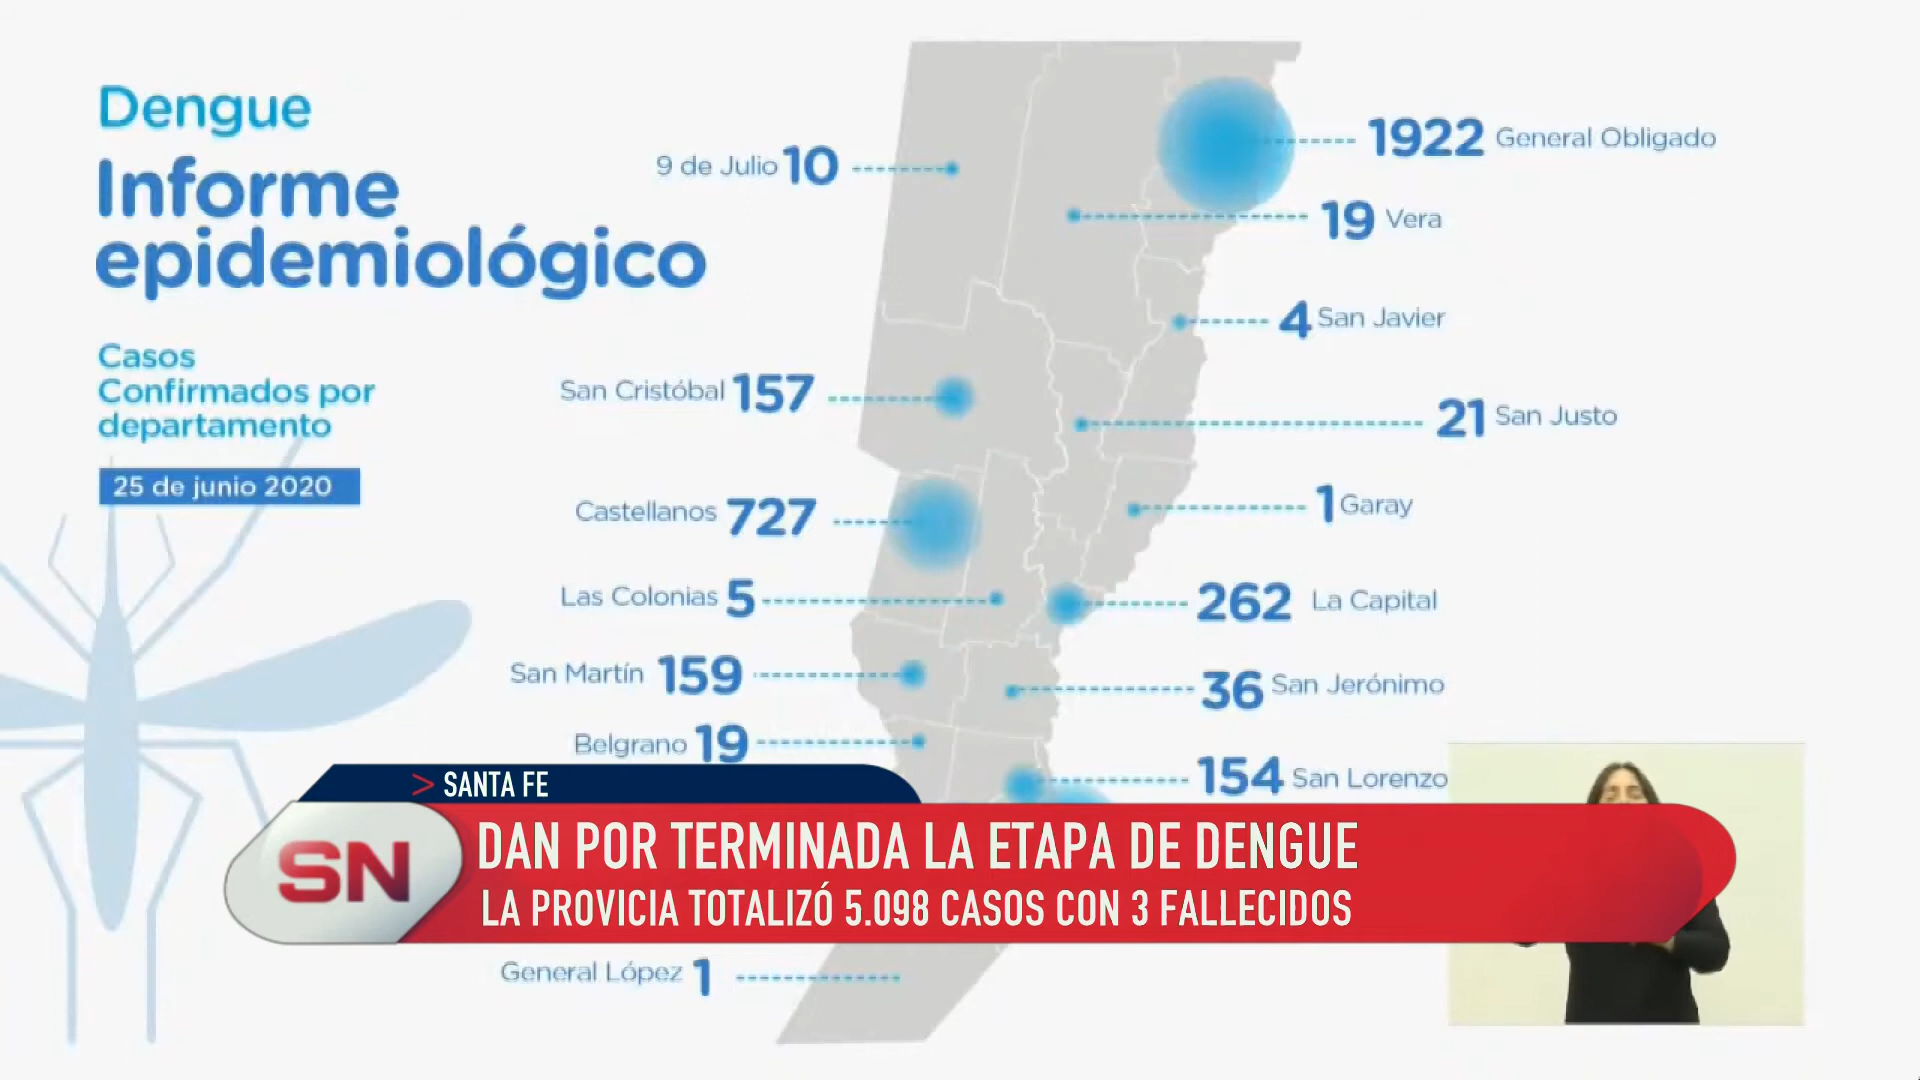 Dengue
Informe
epidemiológico
Casos
Confirmados por
departamento
25 de junio 2020
9 de Julio 10
1922 General Obligado
19 Vera
4 San Javier
San Cristóbal 157
21 San Justo
Castellanos 727
1 Garay
Las Colonias 5
262 La Capital
San Martín 159
36 San Jerónimo
Belgrano 19
154 San Lorenzo
> SANTA FE
SN
DAN POR TERMINADA LA ETAPA DE DENGUE
LA PROVICIA TOTALIZÓ 5.098 CASOS CON 3 FALLECIDOS
General López 1